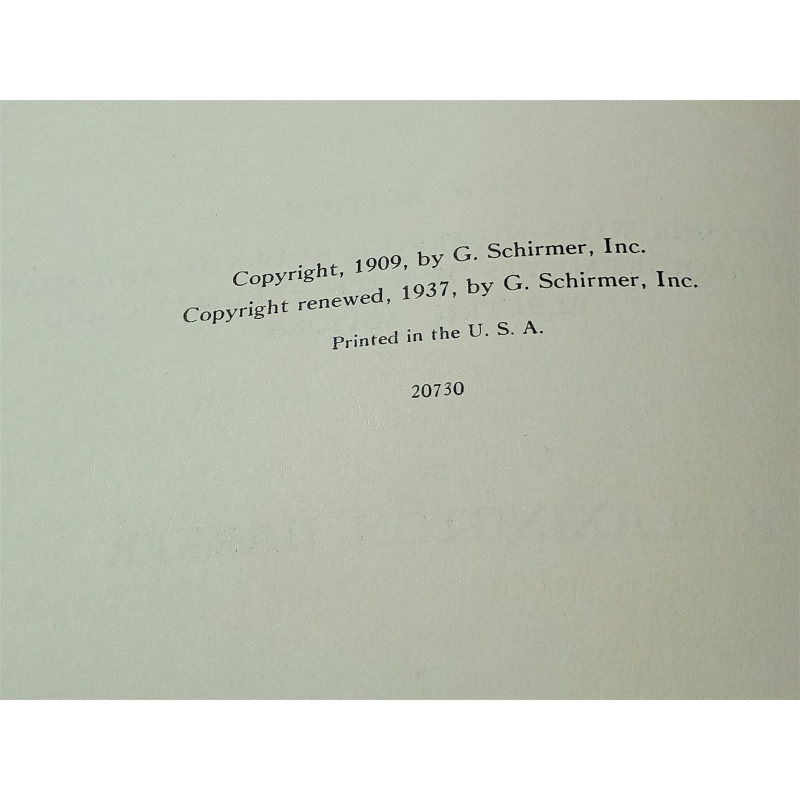 Copyright, 1909, by G. Schirmer, Inc.
Copyright renewed, 1937, by G. Schirmer, Inc.
Printed in the U. S. A.
20730